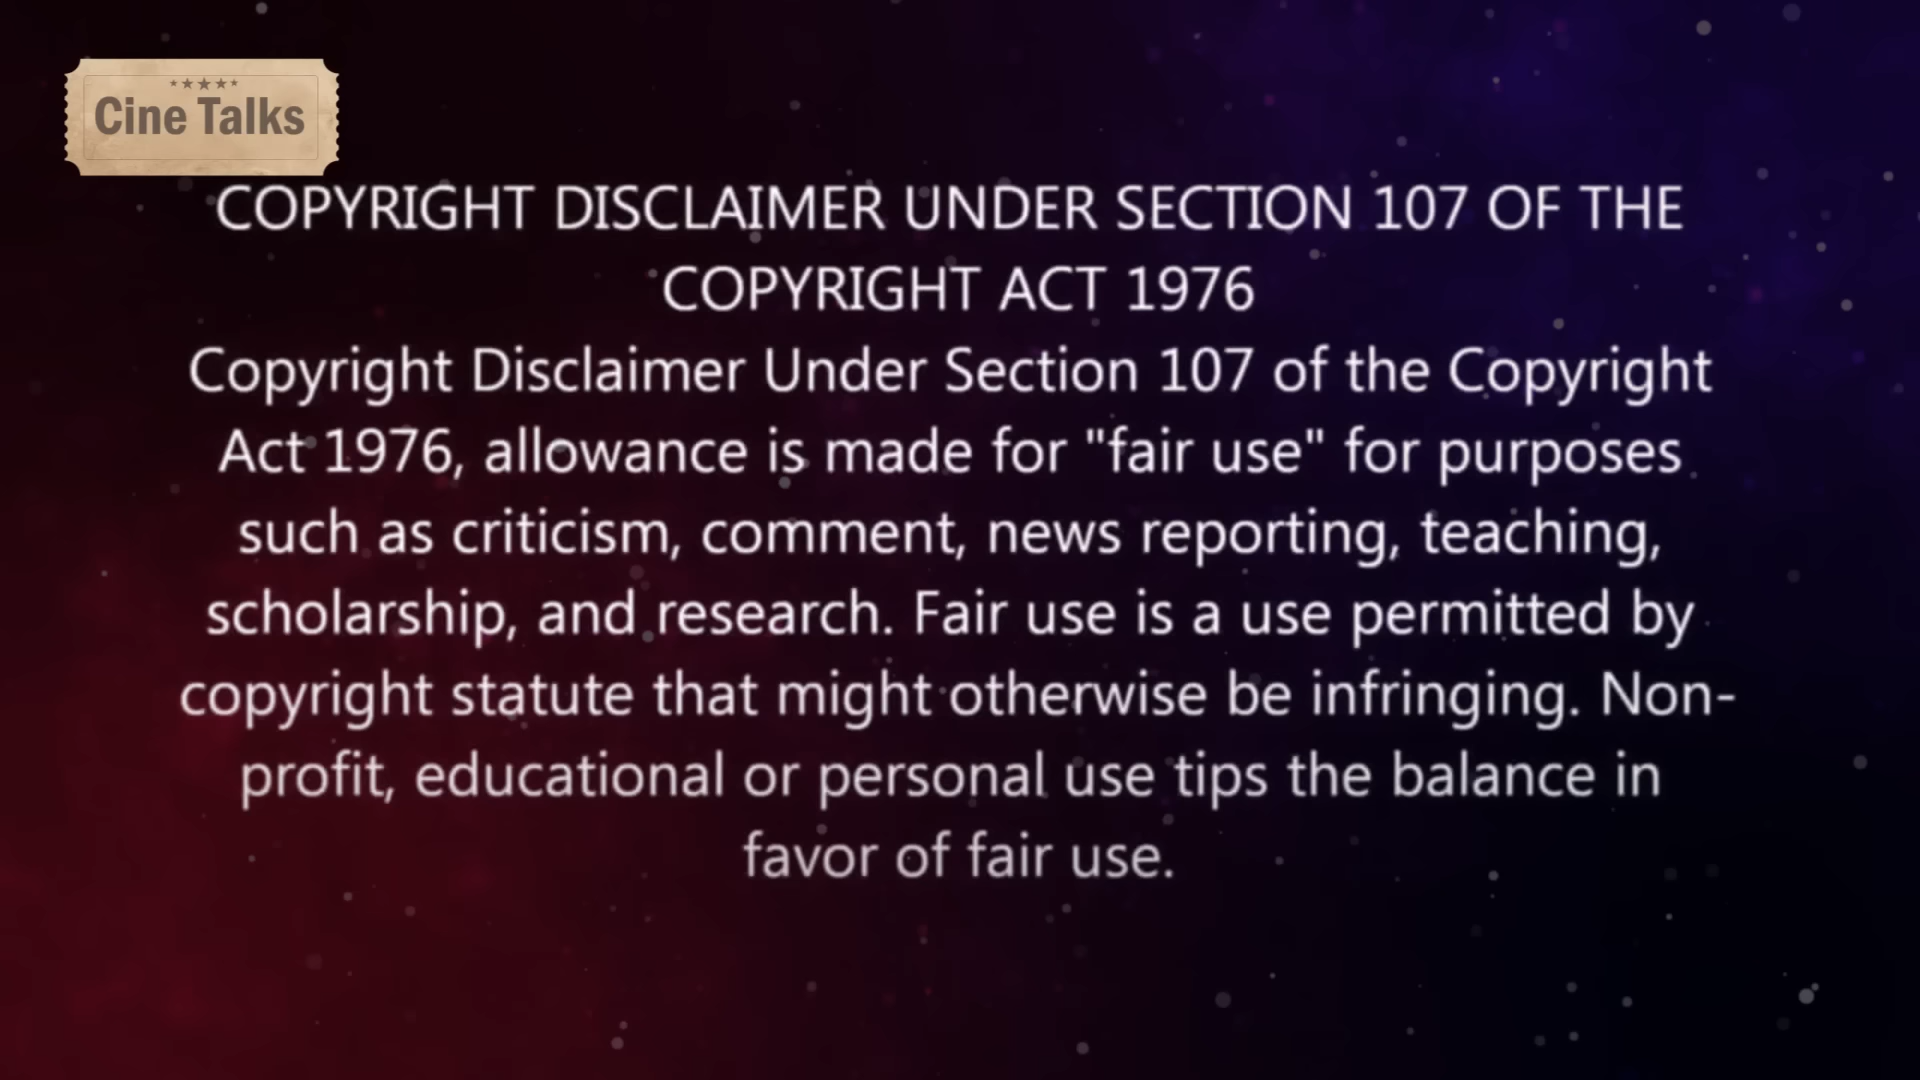 Cine Talks
COPYRIGHT DISCLAIMER UNDER SECTION 107 OF THE
COPYRIGHT ACT 1976
Copyright Disclaimer Under Section 107 of the Copyright
Act 1976, allowance is made for "fair use" for purposes
such as criticism, comment, news reporting, teaching,
scholarship, and research. Fair use is a use permitted by
copyright statute that might otherwise be infringing. Non-
profit, educational or personal use tips the balance in
favor of fair use.